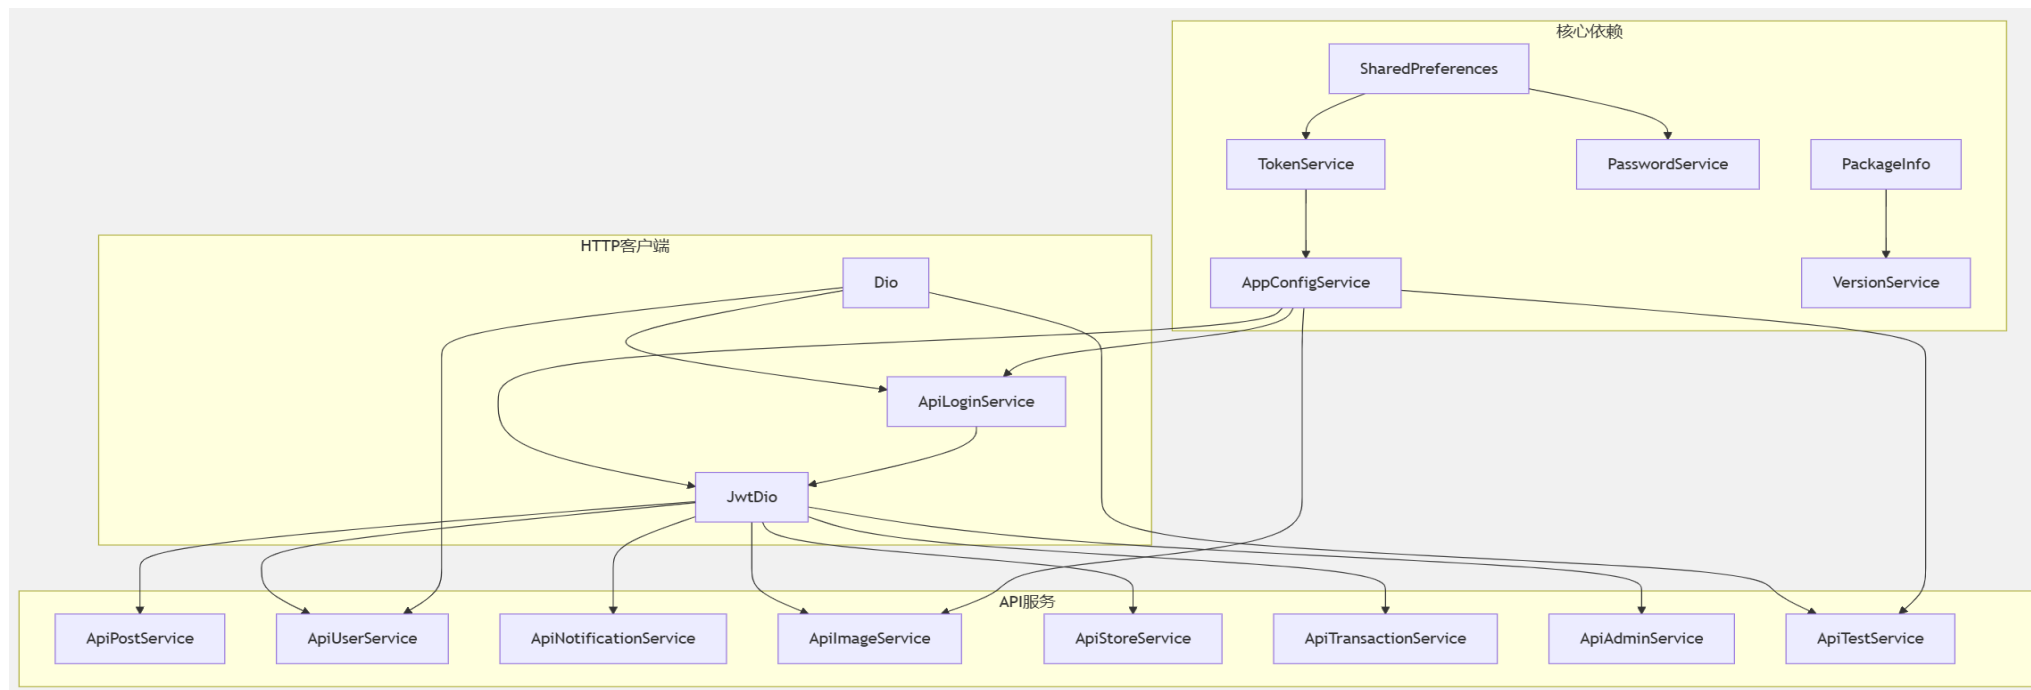 核心依赖
SharedPreferences
TokenService
PasswordService
PackageInfo
HTTP客户端
Dio
AppConfigService
VersionService
ApiLoginService
JwtDio
API服务
ApiPostService
ApiUserService
ApiNotificationService
ApiImageService
ApiStoreService
ApiTransactionService
ApiAdminService
ApiTestService